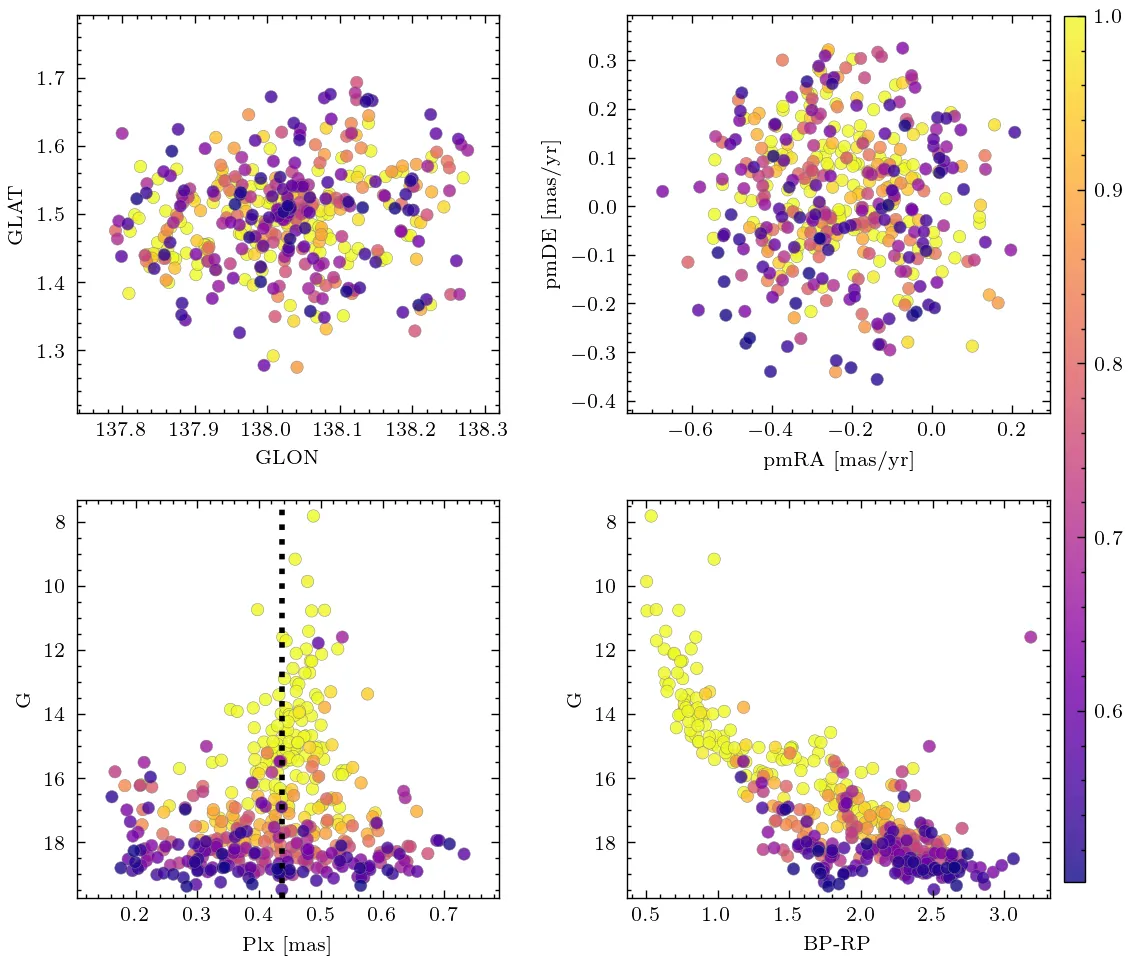 1.7
1.6
1.5
1.4
1.3
GLAT
137.8 137.9 138.0 138.1 138.2 138.3
GLON
0.3
0.2
0.1
0.0
−0.1
−0.2
−0.3
−0.4
pmDE [mas/yr]
−0.6 −0.4 −0.2 0.0 0.2
pmRA [mas/yr]
1.0
0.9
0.8
0.7
0.6
8
10
12
14
16
18
G
0.2 0.3 0.4 0.5 0.6 0.7
Plx [mas]
8
10
12
14
16
18
G
0.5 1.0 1.5 2.0 2.5 3.0
BP-RP